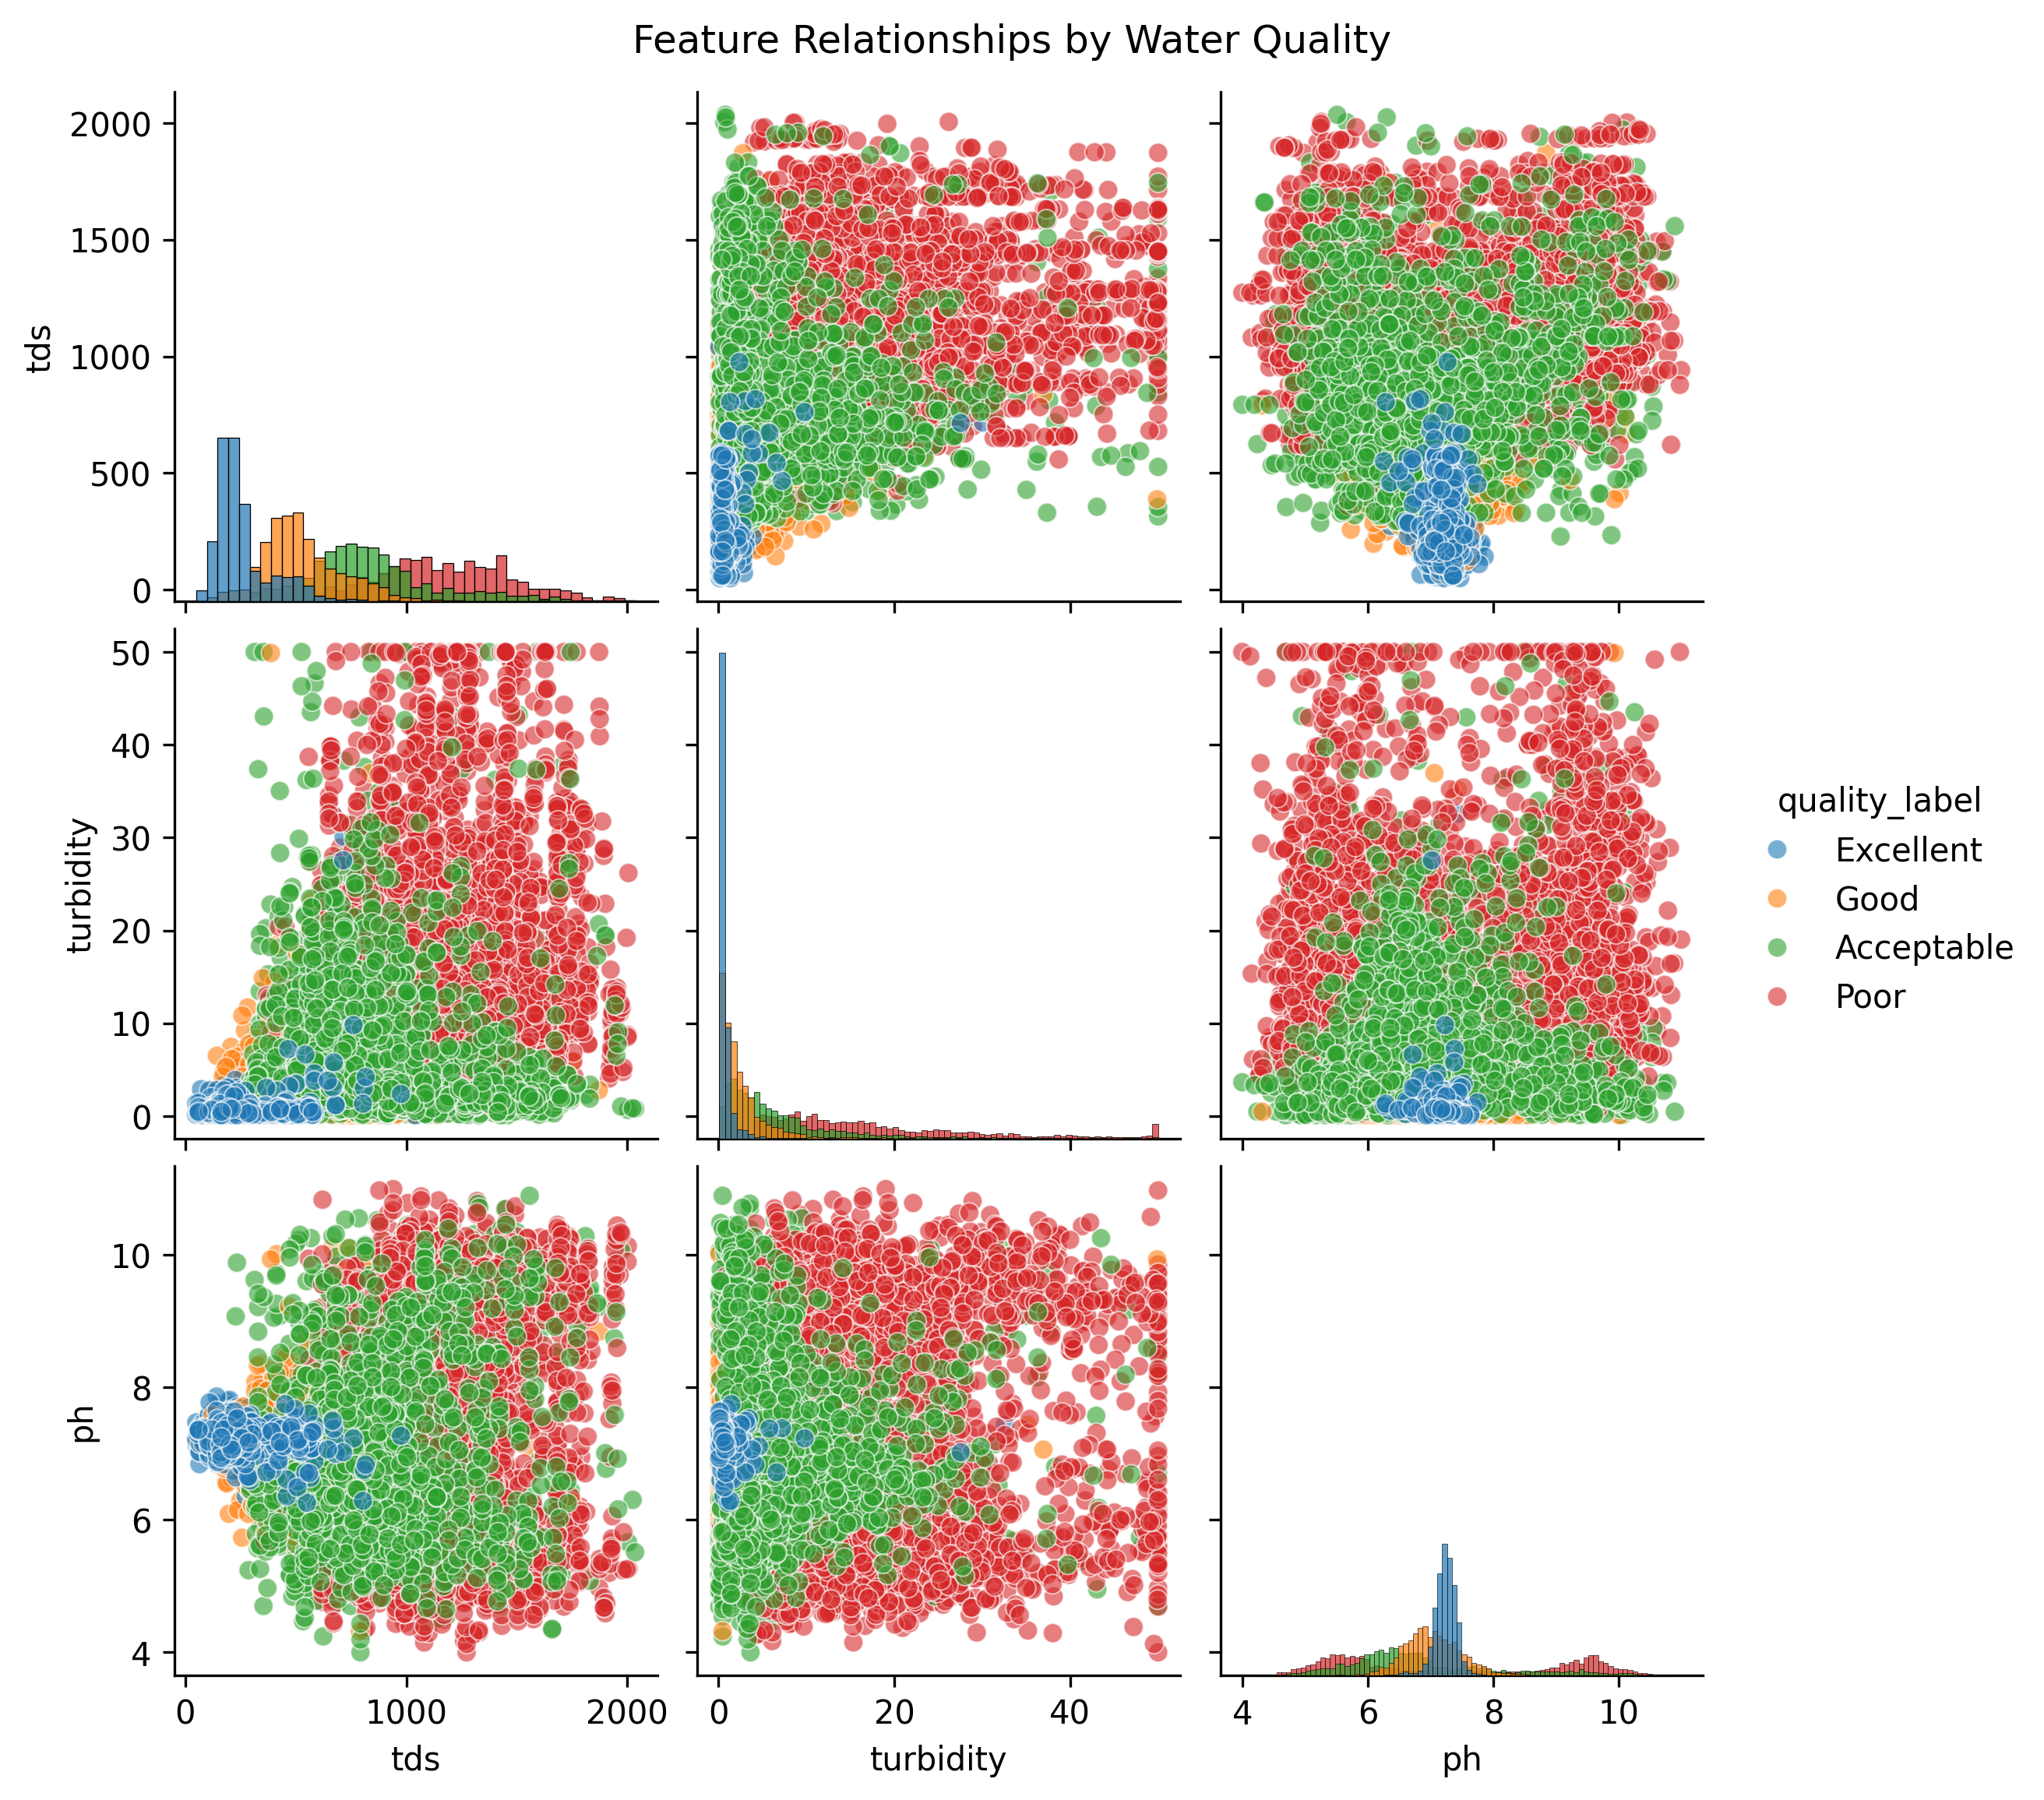 Feature Relationships by Water Quality
2000
1500
1000
500
0
tds
50
40
30
20
10
0
turbidity
quality_label
Excellent
Good
Acceptable
Poor
10
8
6
4
ph
0 1000 2000
0 20 40
4 6 8 10
tds
turbidity
ph